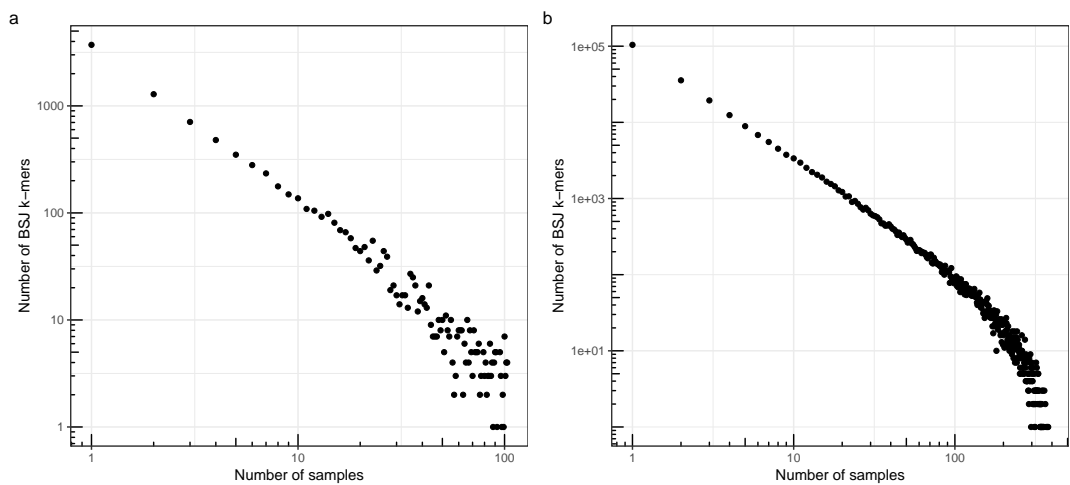 a
1000
100
10
1
1 10 100
Number of samples
Number of BSJ k−mers
b
1e+05
1e+03
1e+01
1 10 100
Number of samples
Number of BSJ k−mers